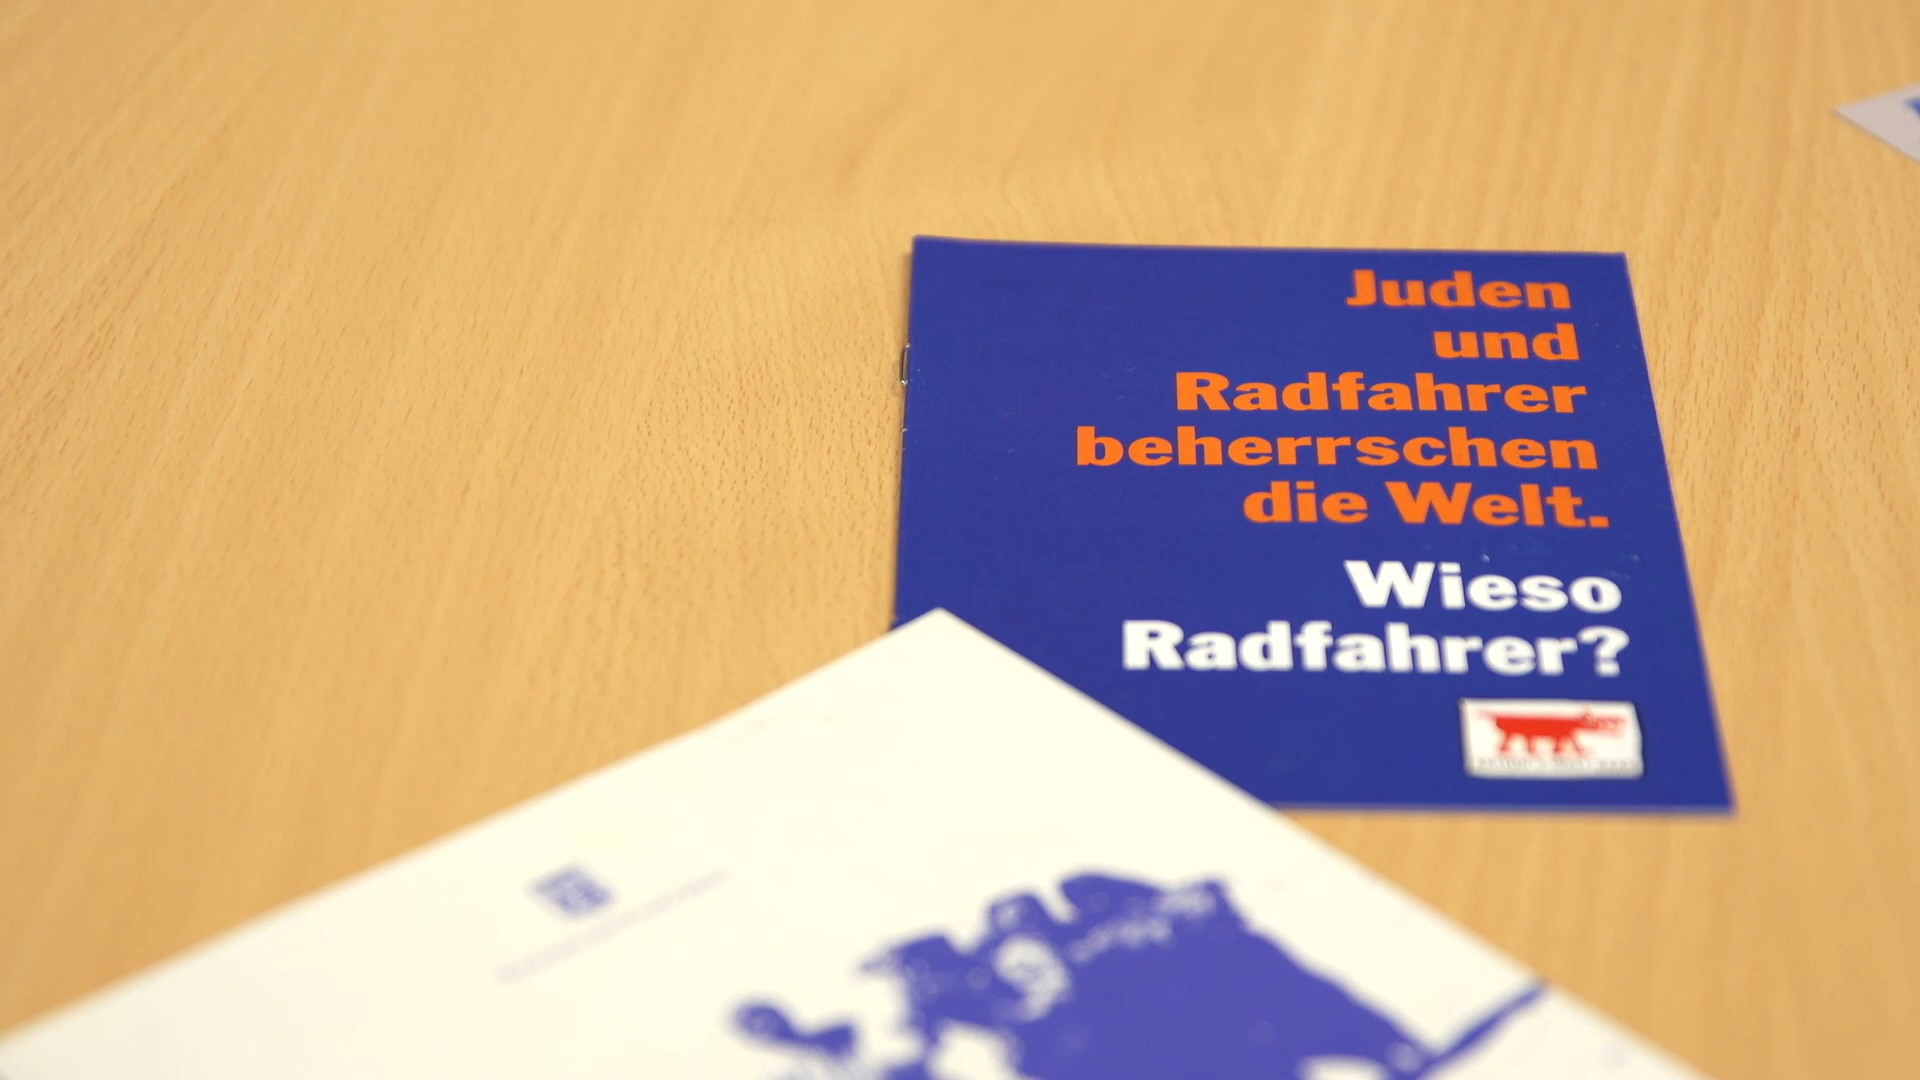 Juden
und
Radfahrer
beherrschen
die Welt.
Wieso
Radfahrer?